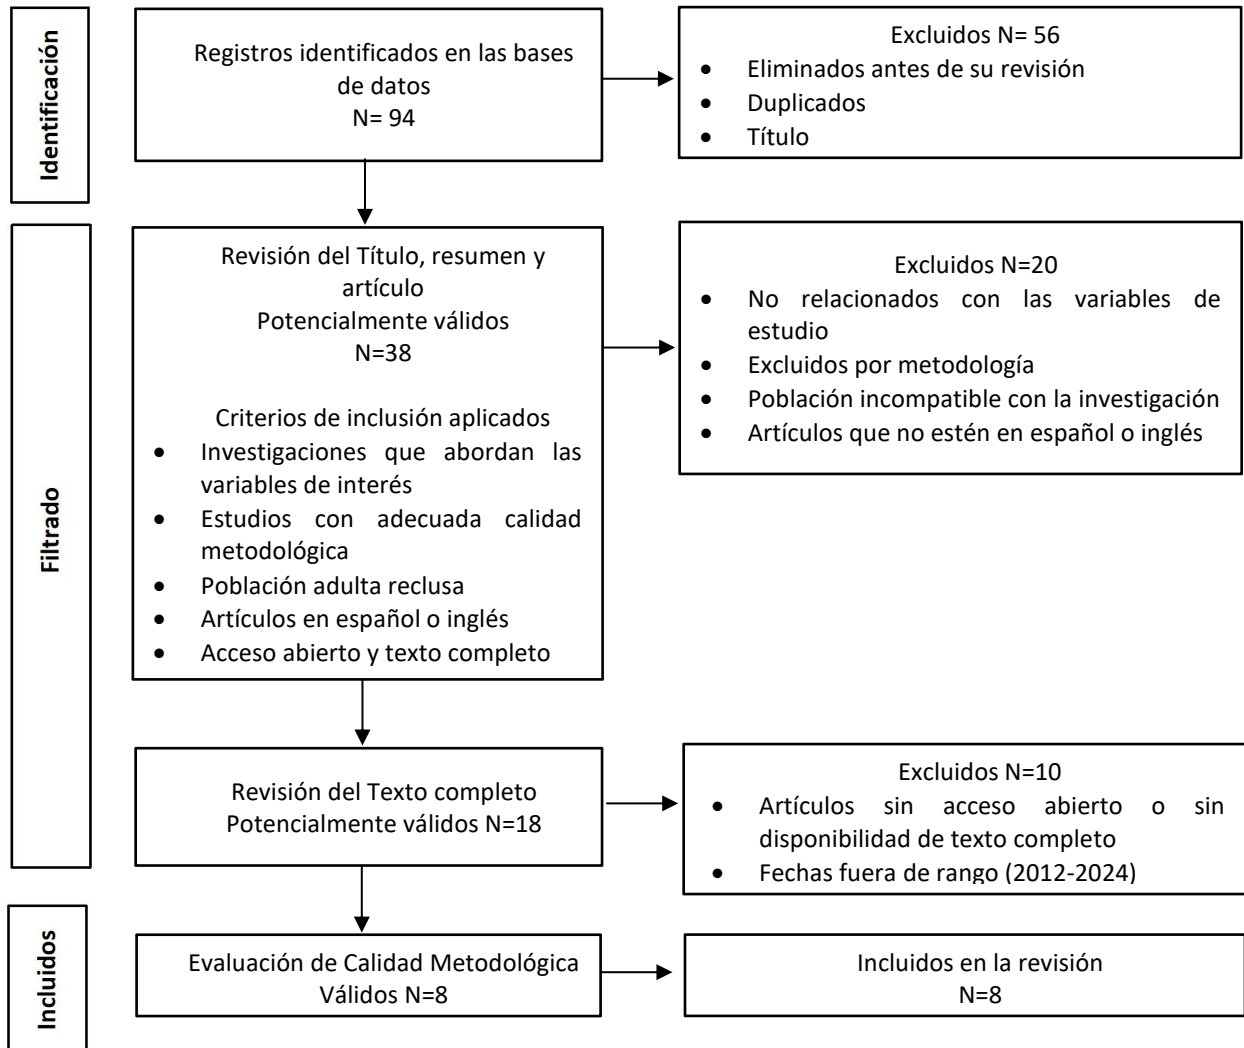 Identificación
Registros identificados en las bases
de datos
N= 94
Excluidos N= 56
• Eliminados antes de su revisión
• Duplicados
• Título
Filtrado
Revisión del Título, resumen y
artículo
Potencialmente válidos
N=38
Criterios de inclusión aplicados
• Investigaciones que abordan las
variables de interés
• Estudios con adecuada calidad
metodológica
• Población adulta reclusa
• Artículos en español o inglés
• Acceso abierto y texto completo
Excluidos N=20
• No relacionados con las variables de
estudio
• Excluidos por metodología
• Población incompatible con la investigación
• Artículos que no estén en español o inglés
Revisión del Texto completo
Potencialmente válidos N=18
Excluidos N=10
• Artículos sin acceso abierto o sin
disponibilidad de texto completo
• Fechas fuera de rango (2012-2024)
Incluidos
Evaluación de Calidad Metodológica
Válidos N=8
Incluidos en la revisión
N=8